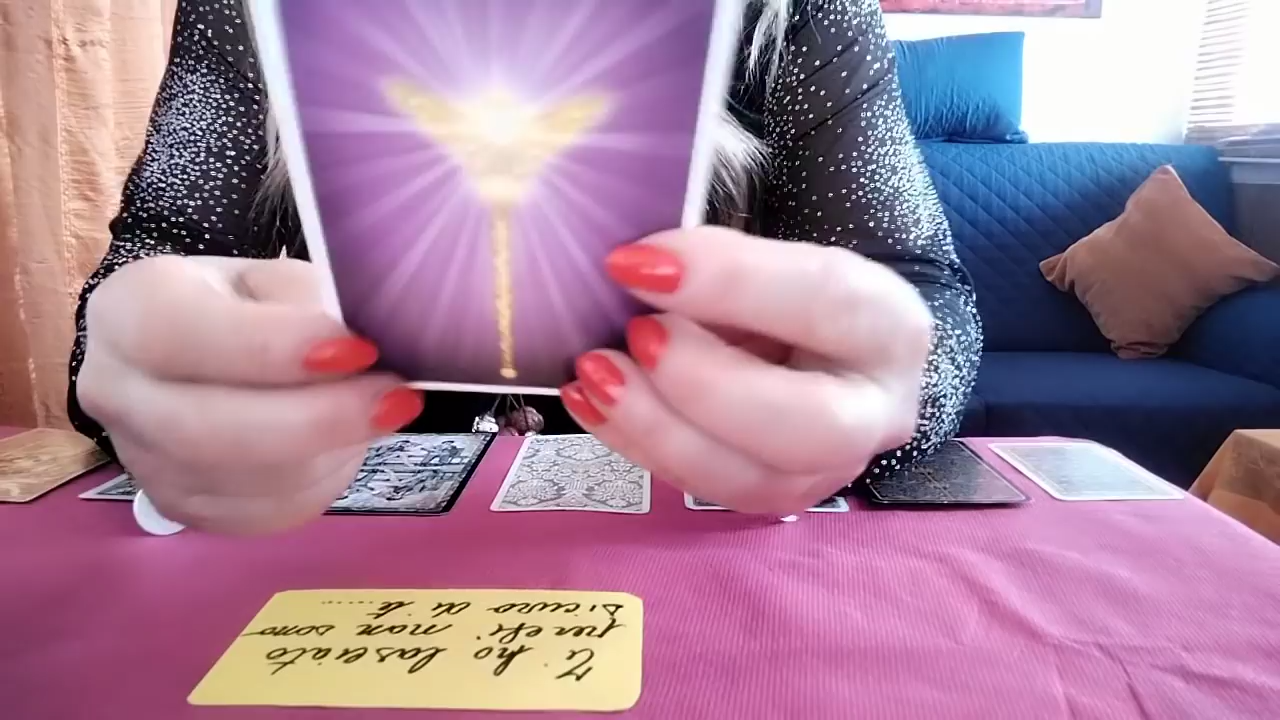 Ti ho lasciato
perchè non sono
sicuro di te.....